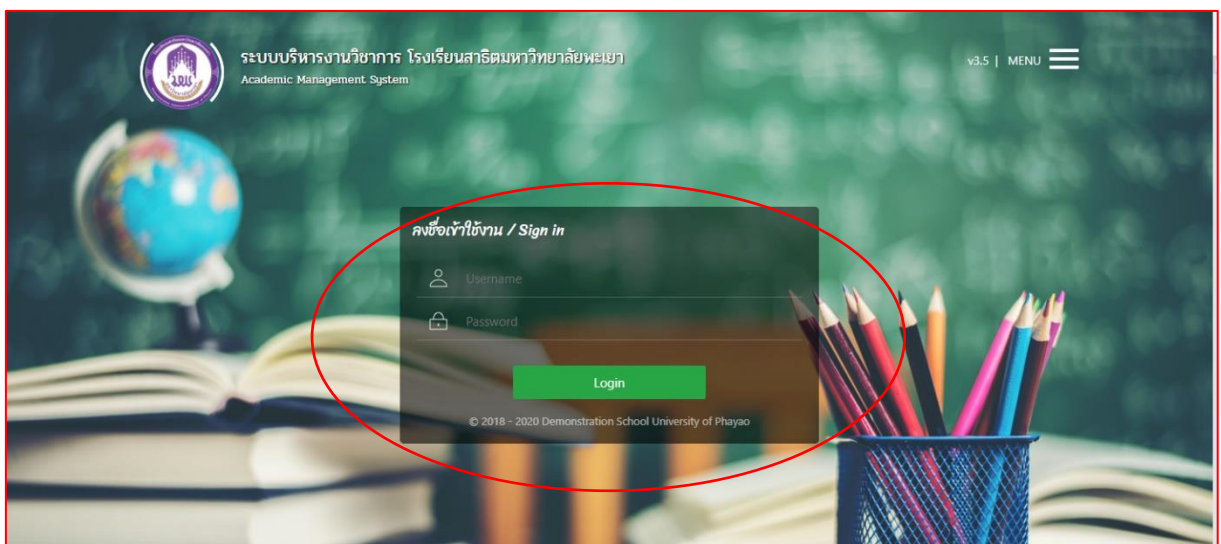 ระบบบริหารงานวิชาการ โรงเรียนสาธิตมหาวิทยาลัยพะเยา
Academic Management System
v3.5 | MENU
ลงชื่อเข้าใช้งาน / Sign in
Username
Password
Login
© 2018 - 2020 Demonstration School University of Phayao